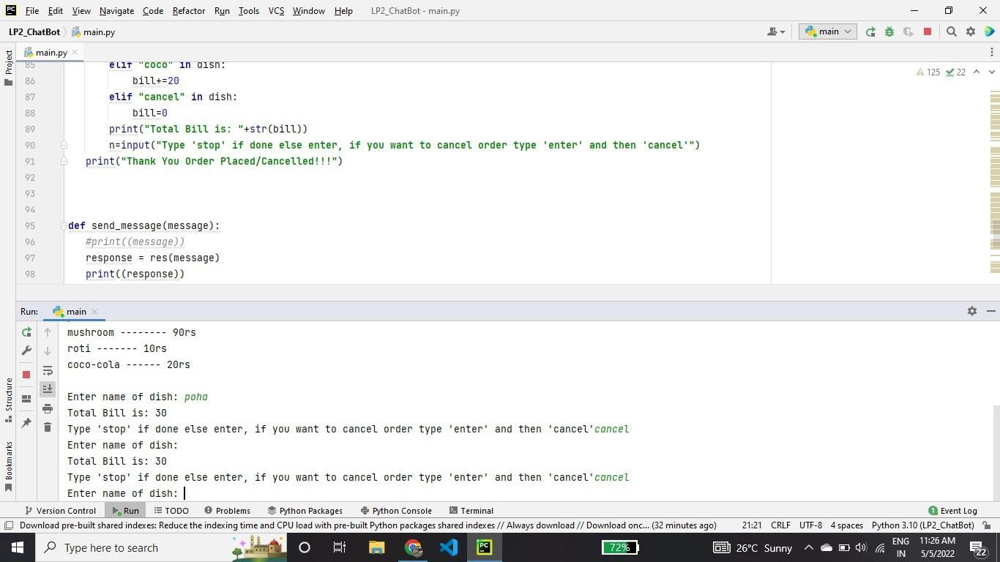 PC File Edit View Navigate Code Refactor Run Tools VCS Window Help LP2_ChatBot - main.py
LP2_ChatBot main.py main
Project
main.py
125 22
85 elif "coco" in dish:
86 bill+=20
87 elif "cancel" in dish:
88 bill=0
89 print("Total Bill is: "+str(bill))
90 n=input("Type 'stop' if done else enter, if you want to cancel order type 'enter' and then 'cancel'")
91 print("Thank You Order Placed/Cancelled!!!")
92
93
94
95 def send_message(message):
96 #print((message))
97 response = res(message)
98 print((response))
Run: main
mushroom -------- 90rs
roti ------- 10rs
coco-cola ------ 20rs
Enter name of dish: poha
Total Bill is: 30
Type 'stop' if done else enter, if you want to cancel order type 'enter' and then 'cancel'cancel
Enter name of dish:
Total Bill is: 30
Type 'stop' if done else enter, if you want to cancel order type 'enter' and then 'cancel'cancel
Enter name of dish:
Structure
Bookmarks
Version Control Run TODO Problems Python Packages Python Console Terminal 1 Event Log
Download pre-built shared indexes: Reduce the indexing time and CPU load with pre-built Python packages shared indexes // Always download // Download onc... (32 minutes ago) 21:21 CRLF UTF-8 4 spaces Python 3.10 (LP2_ChatBot)
Type here to search PC 72% 26°C Sunny ENG 11:26 AM
IN 5/5/2022 22